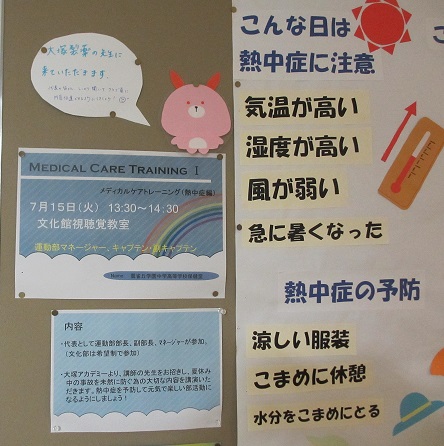 大塚製薬の先生に
来ていただきます。
MEDICAL CARE TRAINING I
メディカルケアトレーニング(熱中症編)
7月15日(火) 13:30～14:30
文化館視聴覚教室
運動部マネージャー、キャプテン・副キャプテン
内容
・代表として運動部部長、副部長、マネージャーが参加。
(文化部は希望制で参加)
・大塚アカデミーより、講師の先生をお招きし、夏休み
中の事故を未然に防ぐ為の大切な内容を講演いた
だきます。熱中症を予防して元気で楽しい部活動に
なるようにしましょう!
こんな日は
熱中症に注意
気温が高い
湿度が高い
風が弱い
急に暑くなった
熱中症の予防
涼しい服装
こまめに休憩
水分をこまめにとる